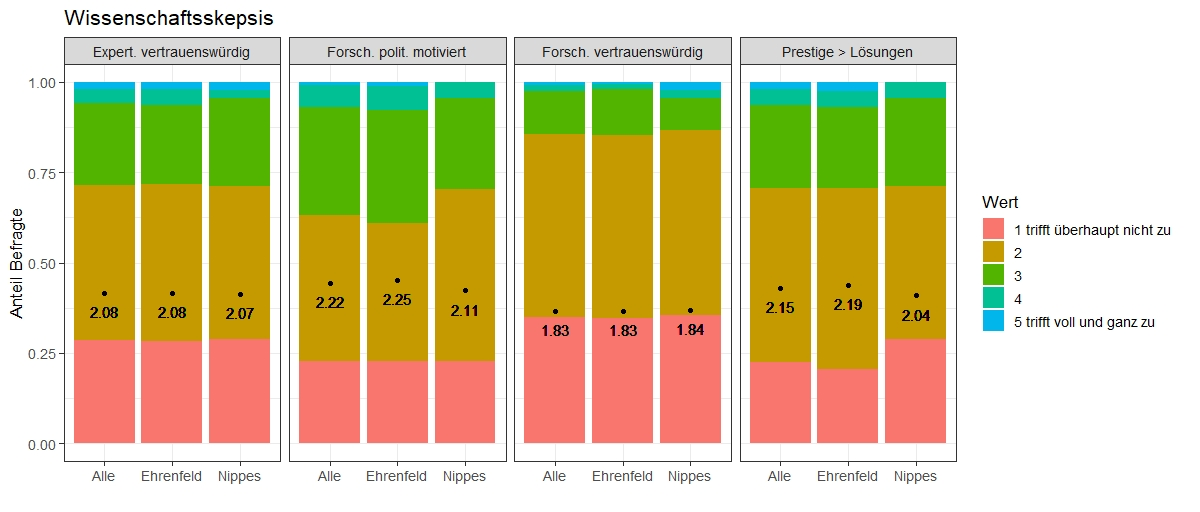 Wissenschaftsskepsis
Expert. vertrauenswürdig
Forsch. polit. motiviert
Forsch. vertrauenswürdig
Prestige > Lösungen
Anteil Befragte
1.00
0.75
0.50
0.25
0.00
2.08
2.08
2.07
2.22
2.25
2.11
1.83
1.83
1.84
2.15
2.19
2.04
Alle
Ehrenfeld
Nippes
Alle
Ehrenfeld
Nippes
Alle
Ehrenfeld
Nippes
Alle
Ehrenfeld
Nippes
Wert
1 trifft überhaupt nicht zu
2
3
4
5 trifft voll und ganz zu